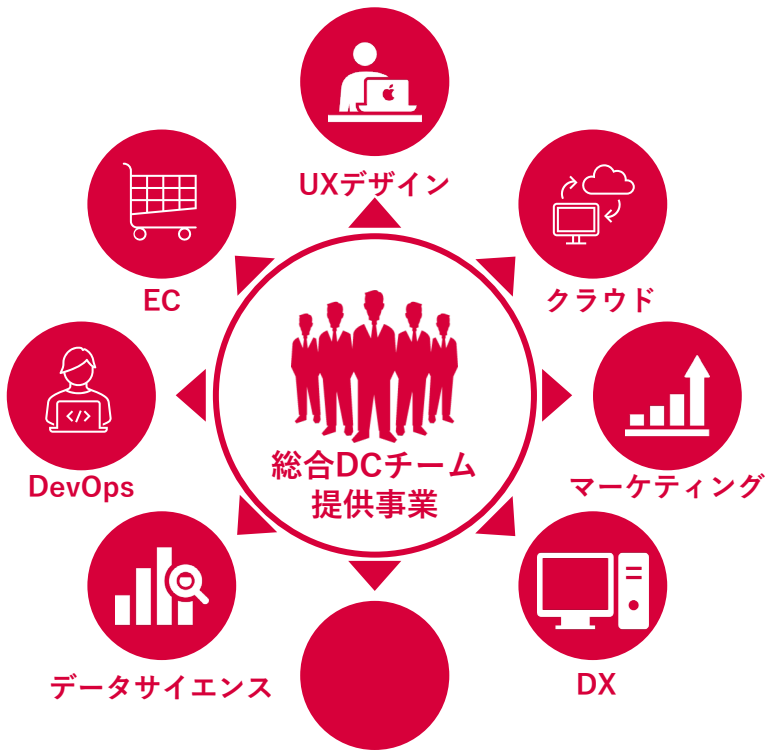 UXデザイン
クラウド
マーケティング
DX
データサイエンス
DevOps
</>
EC
総合DCチーム
提供事業